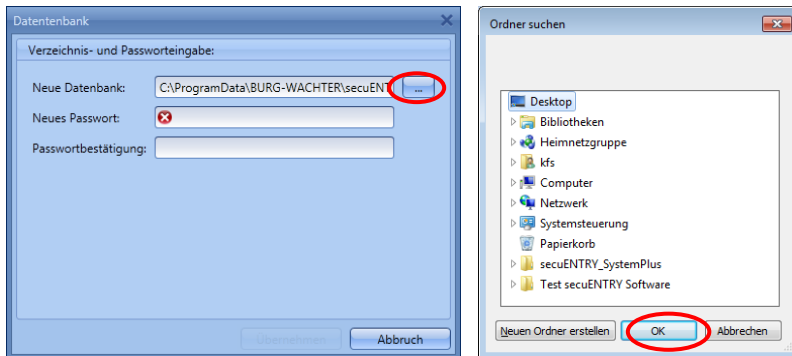 Datentenbank
Verzeichnis- und Passworteingabe:
Neue Datenbank: C:\ProgramData\BURG-WACHTER\secuENT ...
Neues Passwort:
Passwortbestätigung:
Übernehmen Abbruch
Ordner suchen
Desktop
Bibliotheken
Heimnetzgruppe
kfs
Computer
Netzwerk
Systemsteuerung
Papierkorb
secuENTRY_SystemPlus
Test secuENTRY Software
Neuen Ordner erstellen OK Abbrechen